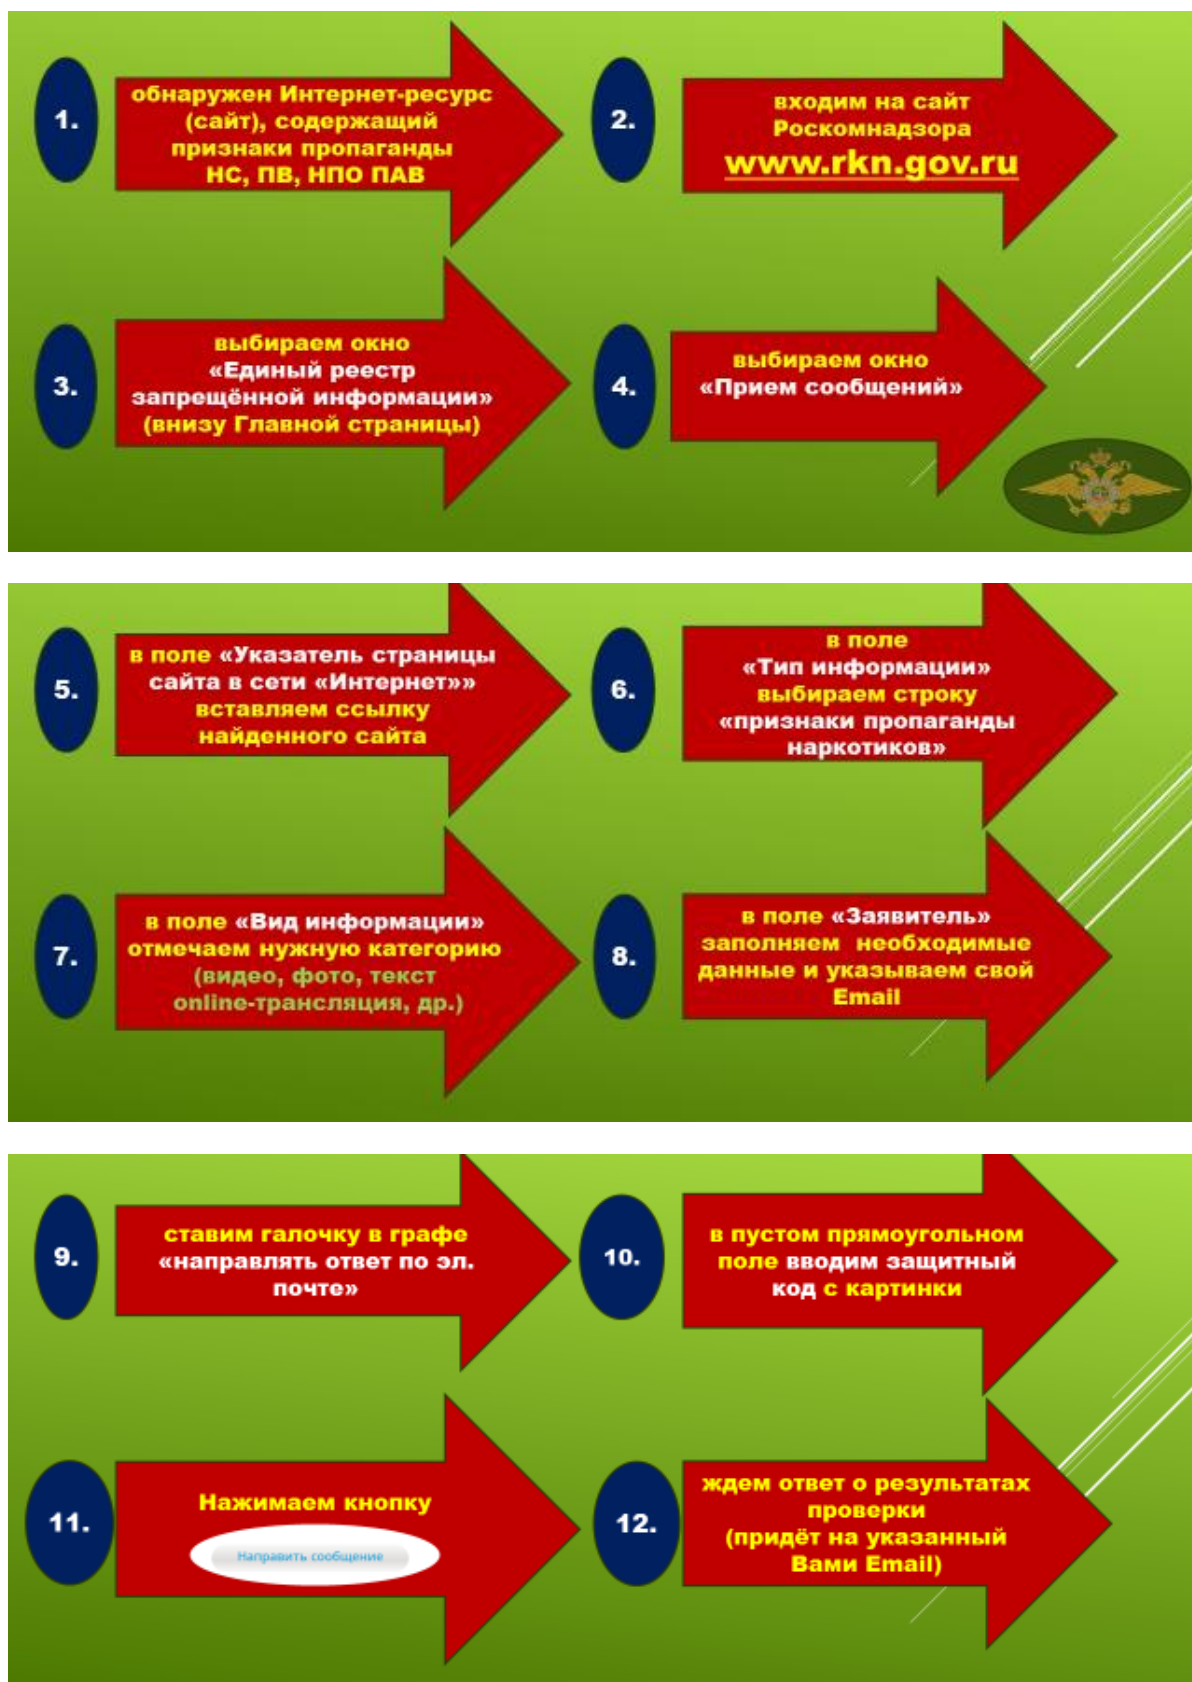 1.
обнаружен Интернет-ресурс
(сайт), содержащий
признаки пропаганды
НС, ПВ, НПО ПАВ
2.
входим на сайт
Роскомнадзора
www.rkn.gov.ru
3.
выбираем окно
«Единый реестр
запрещённой информации»
(внизу Главной страницы)
4.
выбираем окно
«Прием сообщений»
5.
в поле «Указатель страницы
сайта в сети «Интернет»»
вставляем ссылку
найденного сайта
6.
в поле
«Тип информации»
выбираем строку
«признаки пропаганды
наркотиков»
7.
в поле «Вид информации»
отмечаем нужную категорию
(видео, фото, текст
online-трансляция, др.)
8.
в поле «Заявитель»
заполняем необходимые
данные и указываем свой
Email
9.
ставим галочку в графе
«направлять ответ по эл.
почте»
10.
в пустом прямоугольном
поле вводим защитный
код с картинки
11.
Нажимаем кнопку
Направить сообщение
12.
ждем ответ о результатах
проверки
(придёт на указанный
Вами Email)